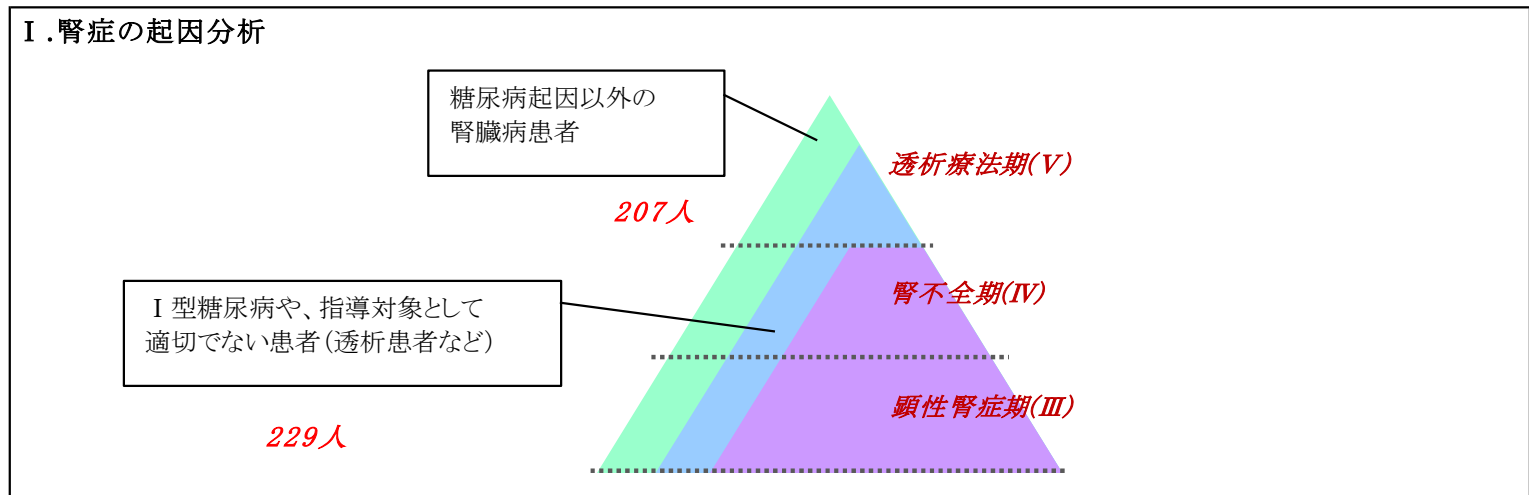 Ⅰ.腎症の起因分析
糖尿病起因以外の
腎臓病患者
透析療法期(Ⅴ)
207人
Ⅰ型糖尿病や、指導対象として
適切でない患者(透析患者など)
腎不全期(Ⅳ)
顕性腎症期(Ⅲ)
229人